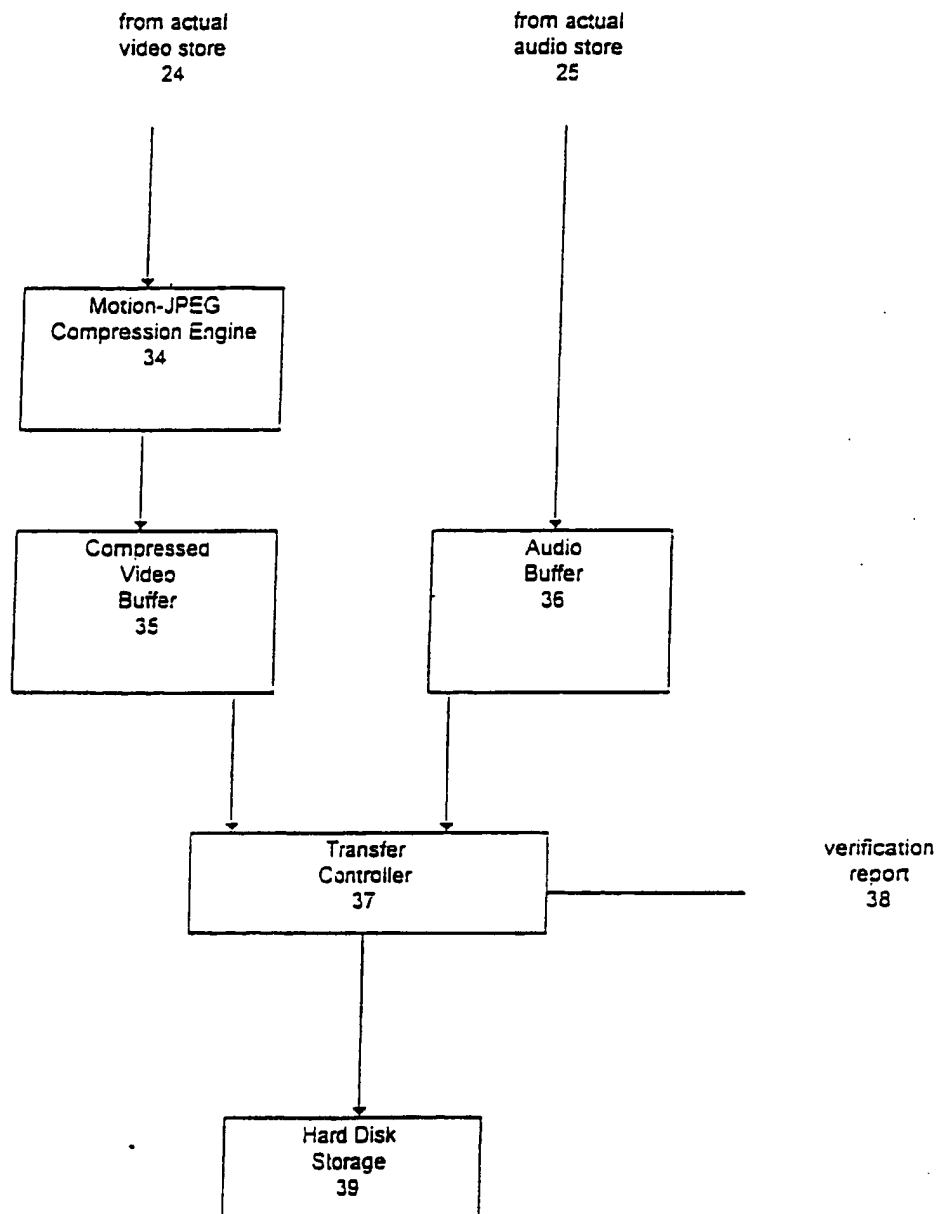 from actual
video store
24
from actual
audio store
25
Motion-JPEG
Compression Engine
34
Compressed
Video
Buffer
35
Audio
Buffer
36
Transfer
Controller
37
verification
report
38
Hard Disk
Storage
39